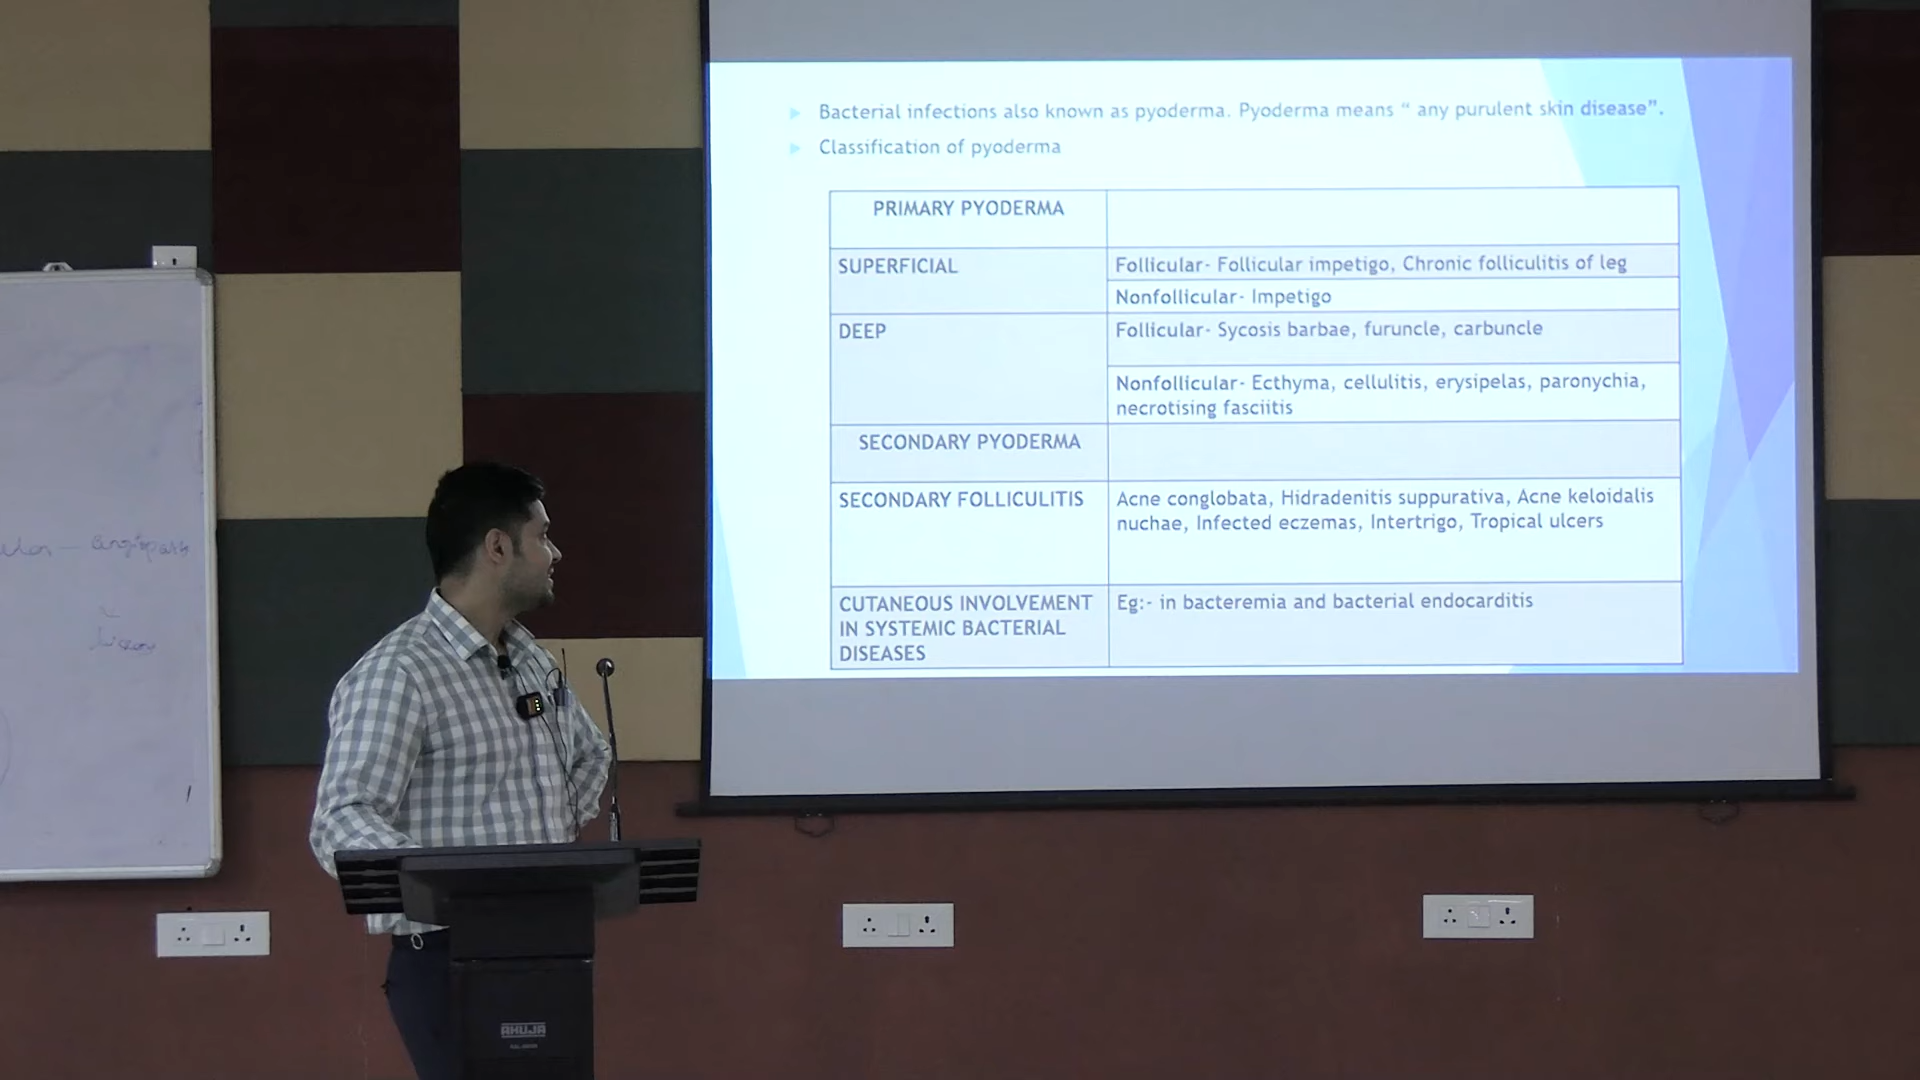 Bacterial infections also known as pyoderma. Pyoderma means “ any purulent skin disease”.
Classification of pyoderma
PRIMARY PYODERMA
SUPERFICIAL
Follicular- Follicular impetigo, Chronic folliculitis of leg
Nonfollicular- Impetigo
DEEP
Follicular- Sycosis barbae, furuncle, carbuncle
Nonfollicular- Ecthyma, cellulitis, erysipelas, paronychia,
necrotising fasciitis
SECONDARY PYODERMA
SECONDARY FOLLICULITIS
Acne conglobata, Hidradenitis suppurativa, Acne keloidalis
nuchae, Infected eczemas, Intertrigo, Tropical ulcers
CUTANEOUS INVOLVEMENT
IN SYSTEMIC BACTERIAL
DISEASES
Eg:- in bacteremia and bacterial endocarditis
AHUJA